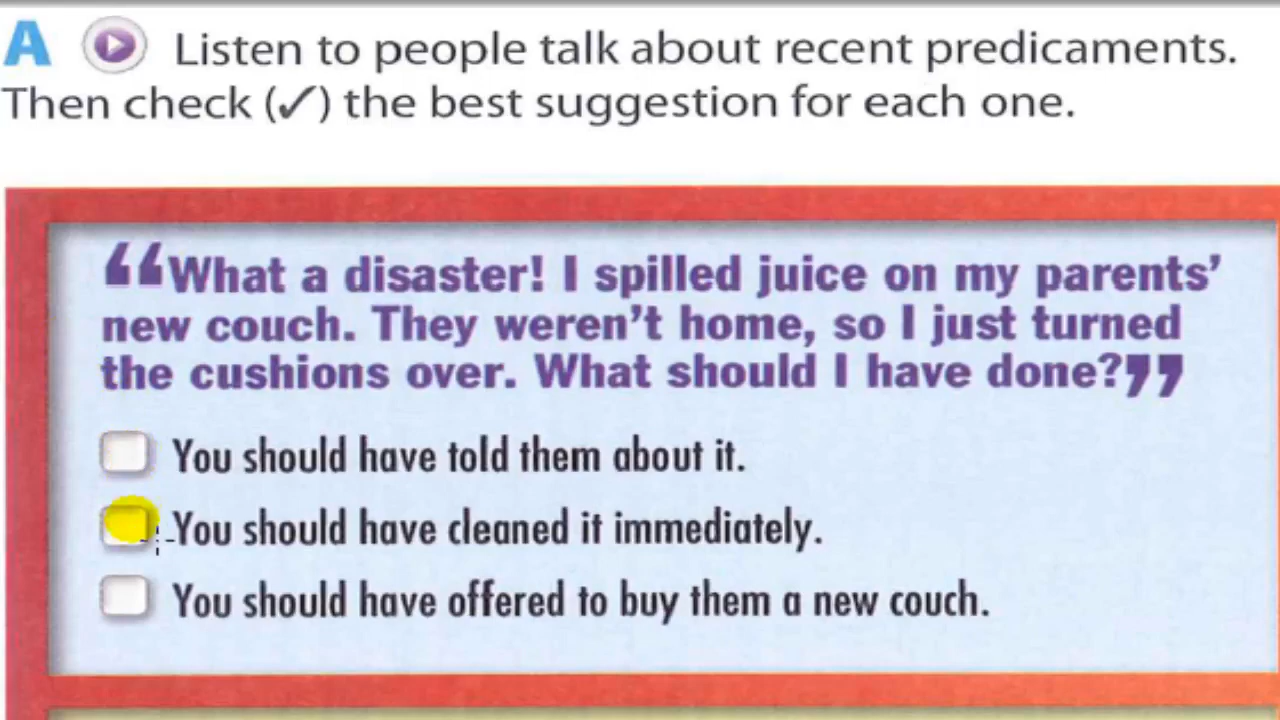 A Listen to people talk about recent predicaments.
Then check (✓) the best suggestion for each one.
“What a disaster! I spilled juice on my parents’
new couch. They weren’t home, so I just turned
the cushions over. What should I have done?”
You should have told them about it.
You should have cleaned it immediately.
You should have offered to buy them a new couch.